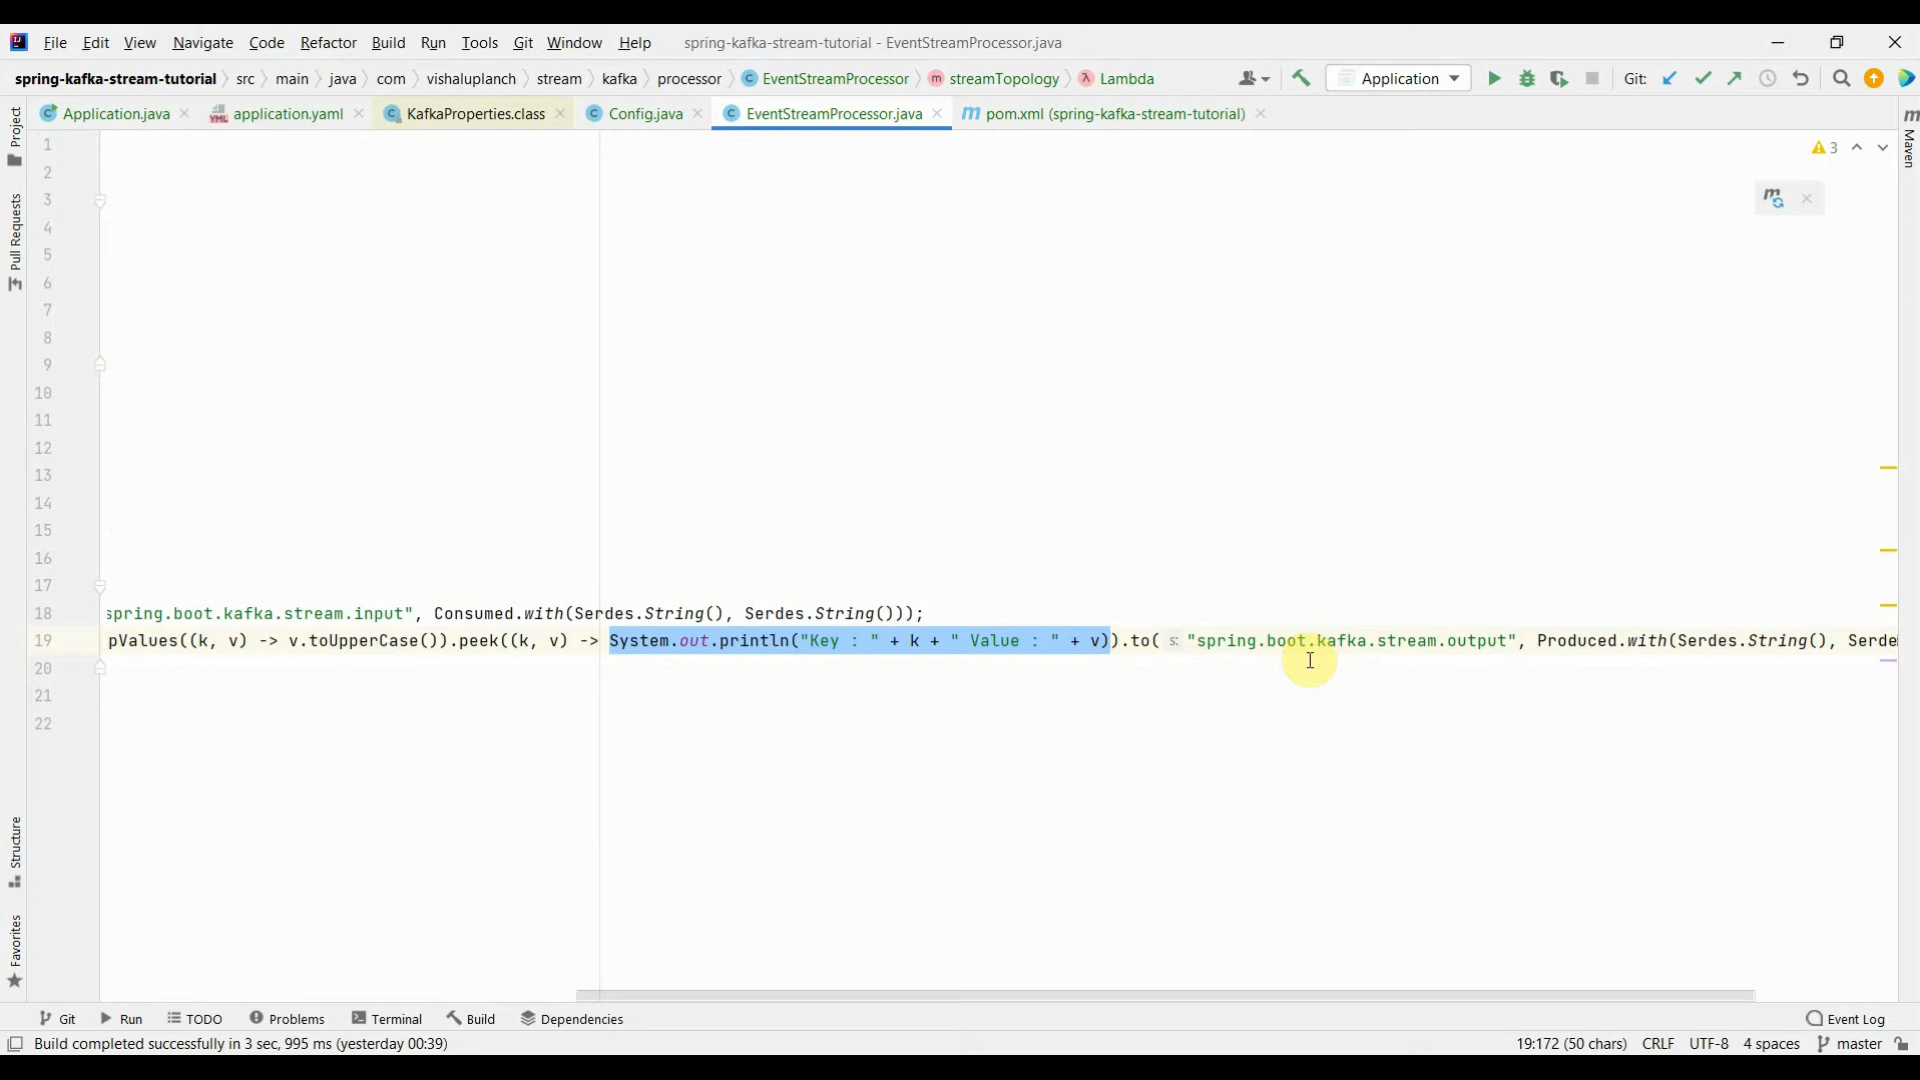 File Edit View Navigate Code Refactor Build Run Tools Git Window Help spring-kafka-stream-tutorial - EventStreamProcessor.java
spring-kafka-stream-tutorial src main java com vishaluplanch stream kafka processor EventStreamProcessor streamTopology Lambda Application Git:
Application.java application.yaml KafkaProperties.class Config.java EventStreamProcessor.java pom.xml (spring-kafka-stream-tutorial)
Project
Pull Requests
Structure
Favorites
Maven
3
1
2
3
4
5
6
7
8
9
10
11
12
13
14
15
16
17
18 spring.boot.kafka.stream.input", Consumed.with(Serdes.String(), Serdes.String()));
19 pValues((k, v) -> v.toUpperCase()).peek((k, v) -> System.out.println("Key : " + k + " Value : " + v)).to( s: "spring.boot.kafka.stream.output", Produced.with(Serdes.String(), Serde
20
21
22
Git Run TODO Problems Terminal Build Dependencies Event Log
Build completed successfully in 3 sec, 995 ms (yesterday 00:39) 19:172 (50 chars) CRLF UTF-8 4 spaces master